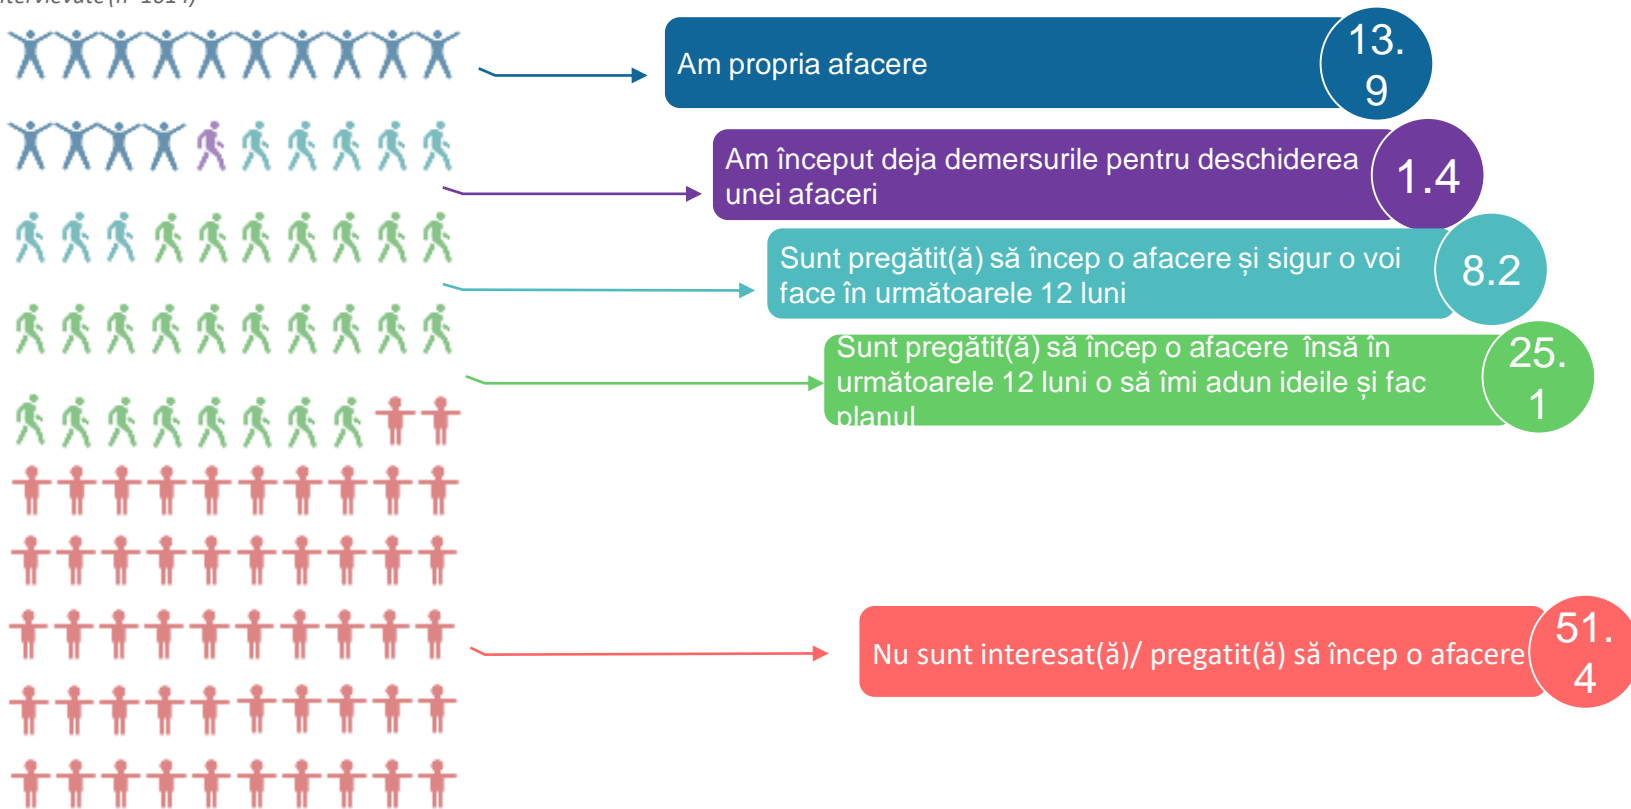 Am propria afacere
13.
9
Am început deja demersurile pentru deschiderea
unei afaceri
1.4
Sunt pregătit(ă) să încep o afacere și sigur o voi
face în următoarele 12 luni
8.2
Sunt pregătit(ă) să încep o afacere însă în
următoarele 12 luni o să îmi adun ideile și fac
planul
25.
1
Nu sunt interesat(ă)/ pregatit(ă) să încep o afacere
51.
4